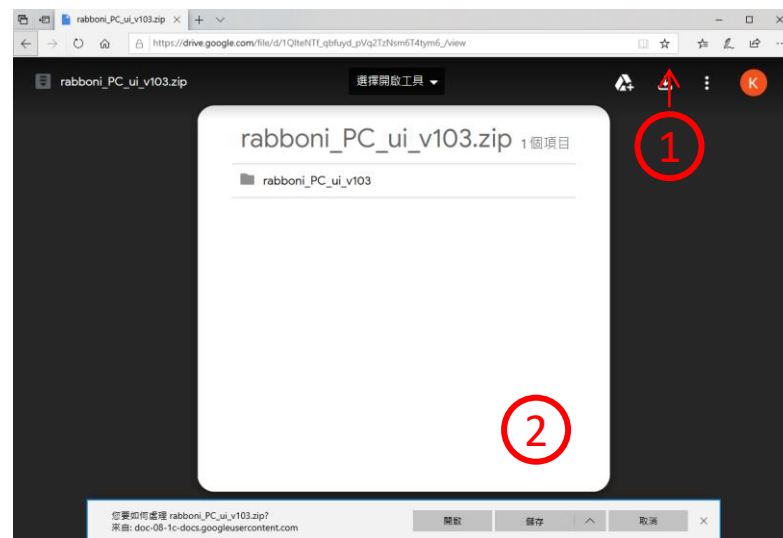 rabboni_PC_ui_v103.zip
https://drive.google.com/file/d/1QlteNTf_qbfuyd_pVq2TzNsm6T4tym6_/view
rabboni_PC_ui_v103.zip
選擇開啟工具
K
1
rabboni_PC_ui_v103.zip 1 個項目
rabboni_PC_ui_v103
2
您要如何處理 rabboni_PC_ui_v103.zip?
來自: doc-08-1c-docs.googleusercontent.com
開啟
儲存
取消